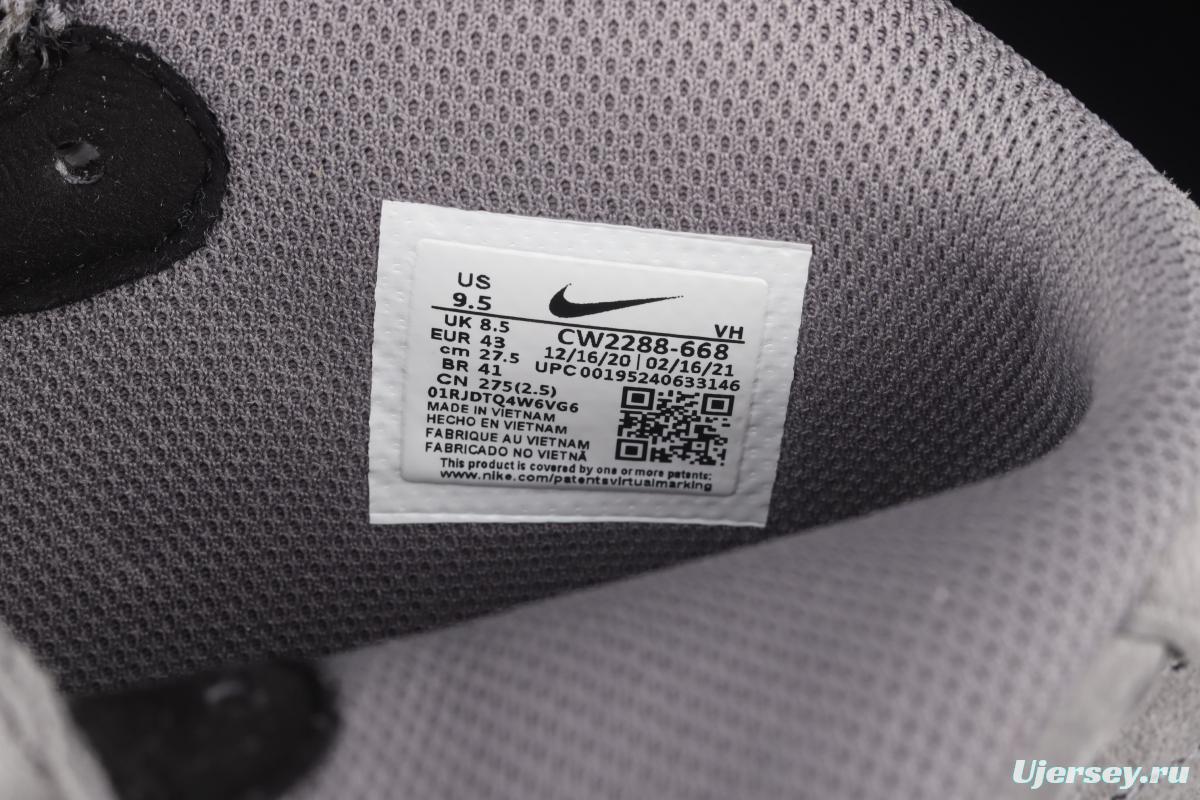 US
9.5
VH
UK 8.5
CW2288-668
EUR 43
12/16/20 | 02/16/21
cm 27.5
UPC 00195240633146
BR 41
CN 275(2.5)
01RJDTQ4W6VG6
MADE IN VIETNAM
HECHO EN VIETNAM
FABRIQUE AU VIETNAM
FABRICADO NO VIETNÃ
This product is covered by one or more patents:
www.nike.com/patentsvirtualmarking
Ujersey.ru